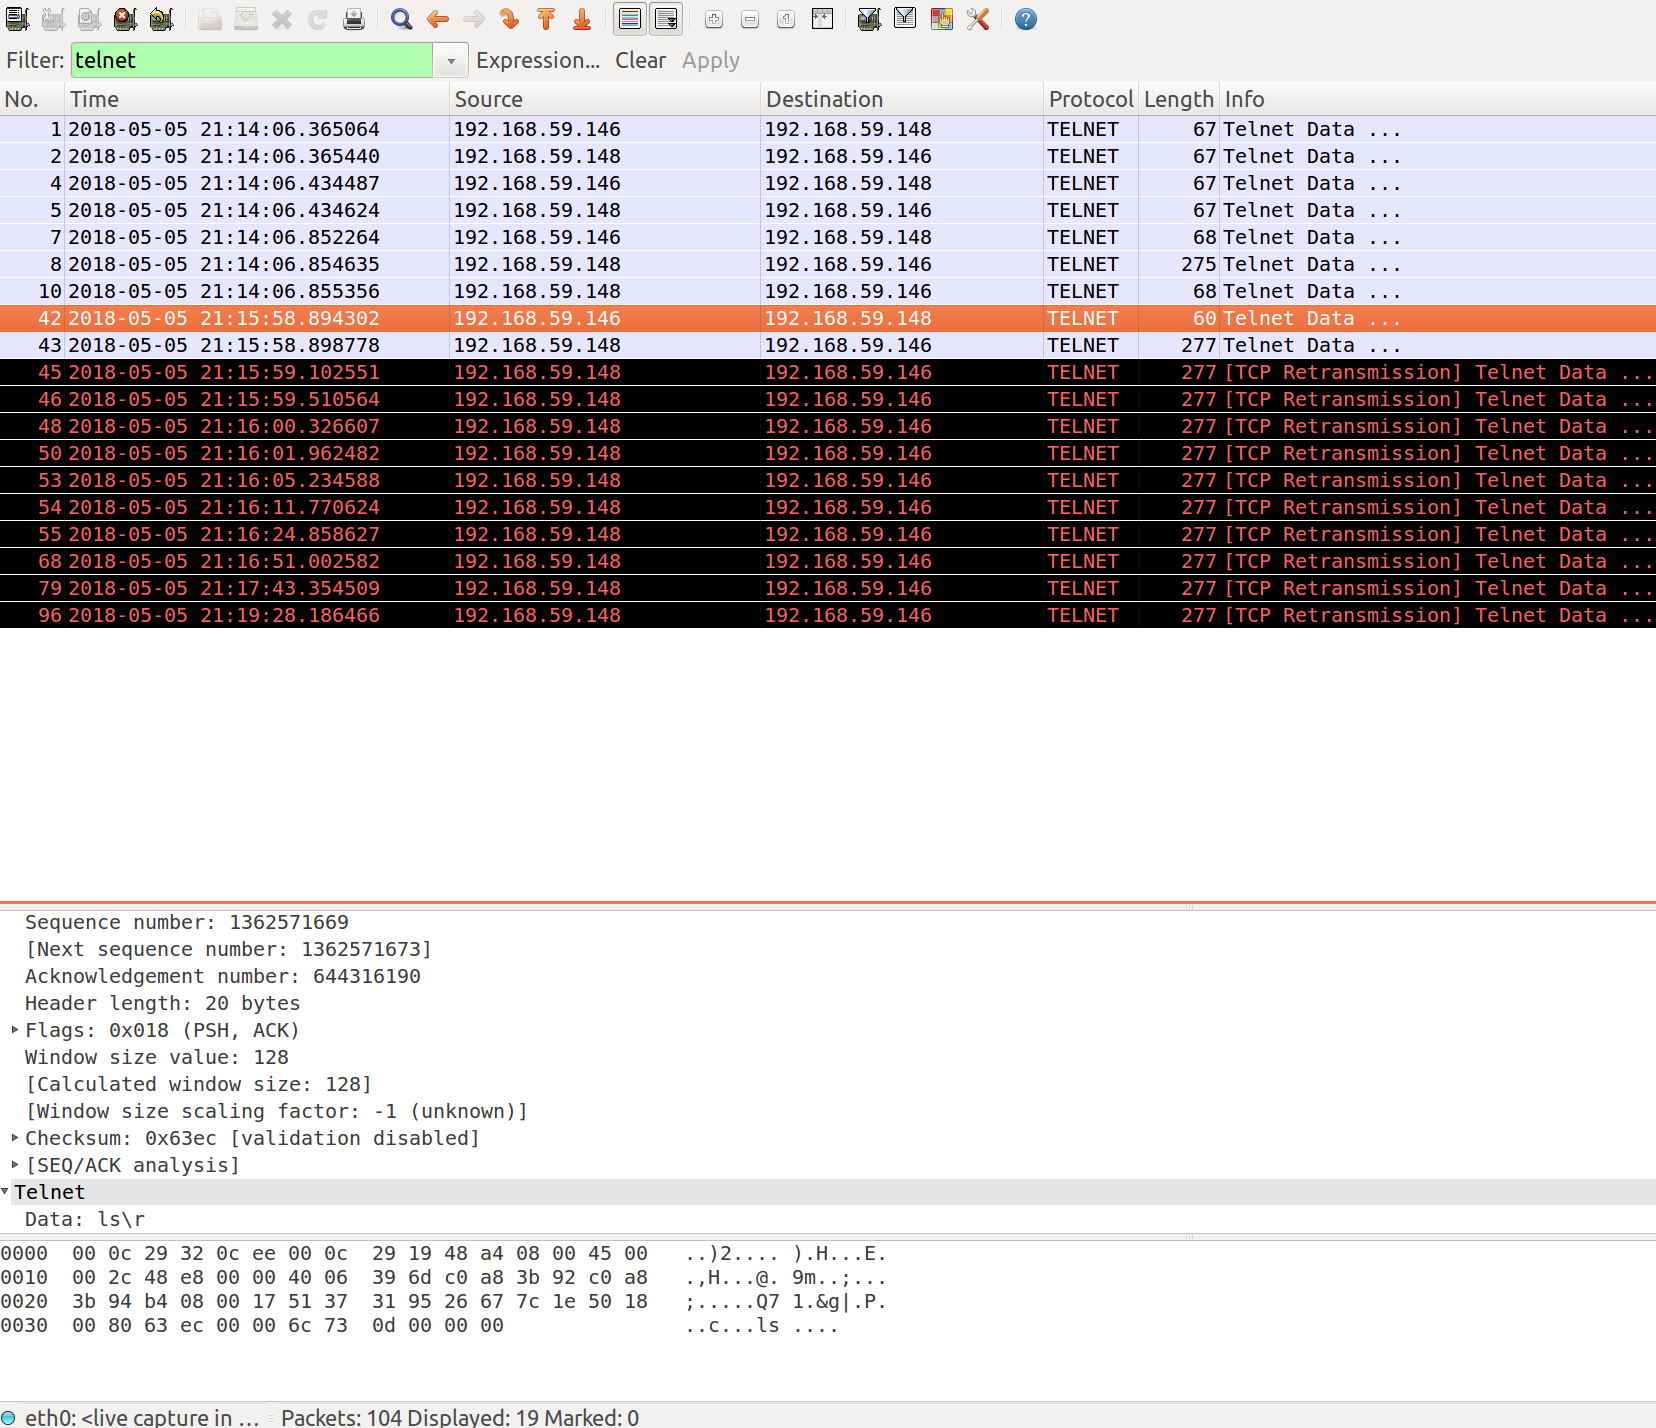 Filter: telnet Expression... Clear Apply
No. Time Source Destination Protocol Length Info
1 2018-05-05 21:14:06.365064 192.168.59.146 192.168.59.148 TELNET 67 Telnet Data ...
2 2018-05-05 21:14:06.365440 192.168.59.148 192.168.59.146 TELNET 67 Telnet Data ...
4 2018-05-05 21:14:06.434487 192.168.59.146 192.168.59.148 TELNET 67 Telnet Data ...
5 2018-05-05 21:14:06.434624 192.168.59.148 192.168.59.146 TELNET 67 Telnet Data ...
7 2018-05-05 21:14:06.852264 192.168.59.146 192.168.59.148 TELNET 68 Telnet Data ...
8 2018-05-05 21:14:06.854635 192.168.59.148 192.168.59.146 TELNET 275 Telnet Data ...
10 2018-05-05 21:14:06.855356 192.168.59.148 192.168.59.146 TELNET 68 Telnet Data ...
42 2018-05-05 21:15:58.894302 192.168.59.146 192.168.59.148 TELNET 60 Telnet Data ...
43 2018-05-05 21:15:58.898778 192.168.59.148 192.168.59.146 TELNET 277 Telnet Data ...
45 2018-05-05 21:15:59.102551 192.168.59.148 192.168.59.146 TELNET 277 [TCP Retransmission] Telnet Data ...
46 2018-05-05 21:15:59.510564 192.168.59.148 192.168.59.146 TELNET 277 [TCP Retransmission] Telnet Data ...
48 2018-05-05 21:16:00.326607 192.168.59.148 192.168.59.146 TELNET 277 [TCP Retransmission] Telnet Data ...
50 2018-05-05 21:16:01.962482 192.168.59.148 192.168.59.146 TELNET 277 [TCP Retransmission] Telnet Data ...
53 2018-05-05 21:16:05.234588 192.168.59.148 192.168.59.146 TELNET 277 [TCP Retransmission] Telnet Data ...
54 2018-05-05 21:16:11.770624 192.168.59.148 192.168.59.146 TELNET 277 [TCP Retransmission] Telnet Data ...
55 2018-05-05 21:16:24.858627 192.168.59.148 192.168.59.146 TELNET 277 [TCP Retransmission] Telnet Data ...
68 2018-05-05 21:16:51.002582 192.168.59.148 192.168.59.146 TELNET 277 [TCP Retransmission] Telnet Data ...
79 2018-05-05 21:17:43.354509 192.168.59.148 192.168.59.146 TELNET 277 [TCP Retransmission] Telnet Data ...
96 2018-05-05 21:19:28.186466 192.168.59.148 192.168.59.146 TELNET 277 [TCP Retransmission] Telnet Data ...
Sequence number: 1362571669
[Next sequence number: 1362571673]
Acknowledgement number: 644316190
Header length: 20 bytes
Flags: 0x018 (PSH, ACK)
Window size value: 128
[Calculated window size: 128]
[Window size scaling factor: -1 (unknown)]
Checksum: 0x63ec [validation disabled]
[SEQ/ACK analysis]
Telnet
Data: ls\r
0000 00 0c 29 32 0c ee 00 0c 29 19 48 a4 08 00 45 00 ..)2.... ).H...E.
0010 00 2c 48 e8 00 00 40 06 39 6d c0 a8 3b 92 c0 a8 .,H...@. 9m..;...
0020 3b 94 b4 08 00 17 51 37 31 95 26 67 7c 1e 50 18 ;.....Q7 1.&g|.P.
0030 00 80 63 ec 00 00 6c 73 0d 00 00 00 ..c...ls ....
eth0: <live capture in ... Packets: 104 Displayed: 19 Marked: 0